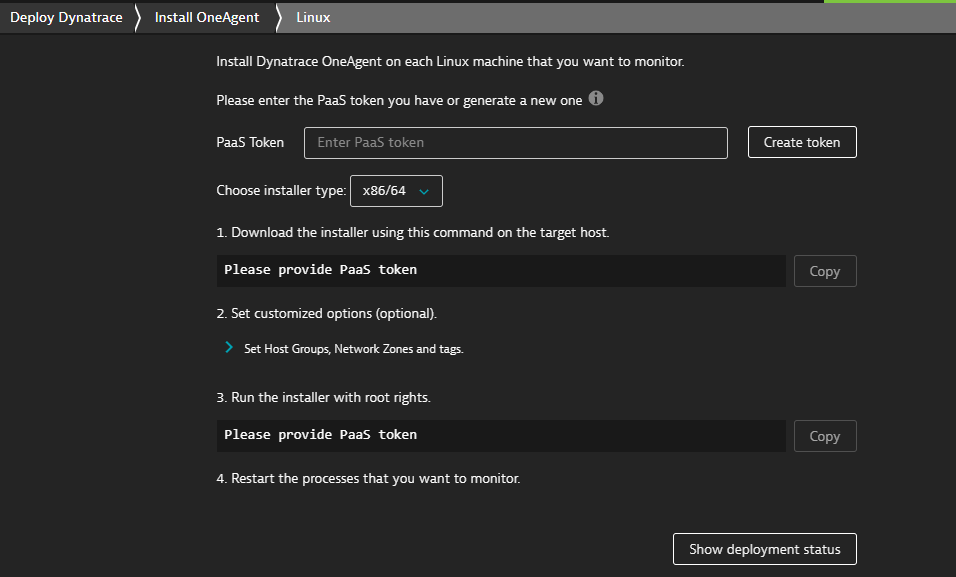 Deploy Dynatrace Install OneAgent Linux
Install Dynatrace OneAgent on each Linux machine that you want to monitor.
Please enter the PaaS token you have or generate a new one
PaaS Token Enter PaaS token Create token
Choose installer type: x86/64
1. Download the installer using this command on the target host.
Please provide PaaS token Copy
2. Set customized options (optional).
Set Host Groups, Network Zones and tags.
3. Run the installer with root rights.
Please provide PaaS token Copy
4. Restart the processes that you want to monitor.
Show deployment status